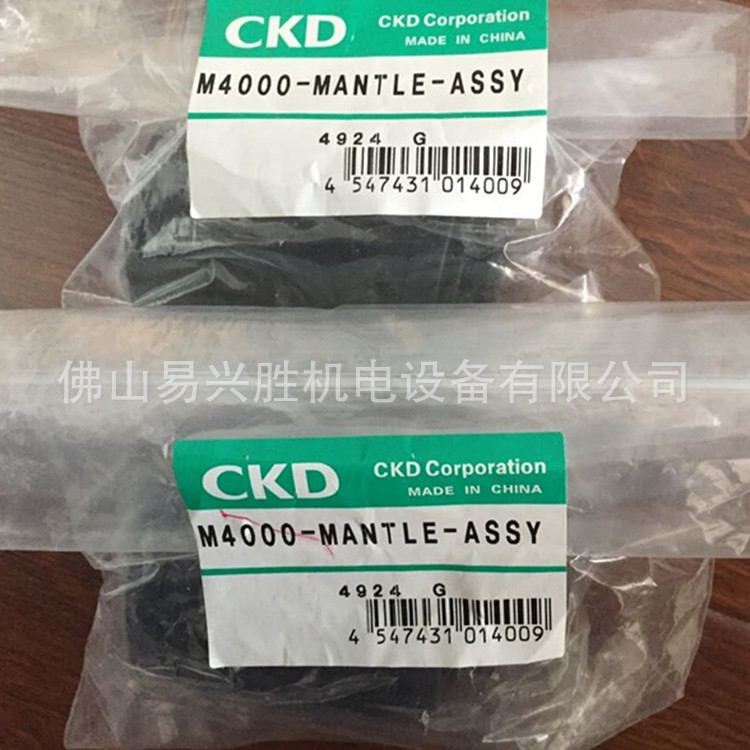 CKD CKD Corporation
MADE IN CHINA
M4000-MANTLE-ASSY
4924 G
4 547431 014009
佛山易兴胜机电设备有限公司
CKD CKD Corporation
MADE IN CHINA
M4000-MANTLE-ASSY
4924 G
4 547431 014009